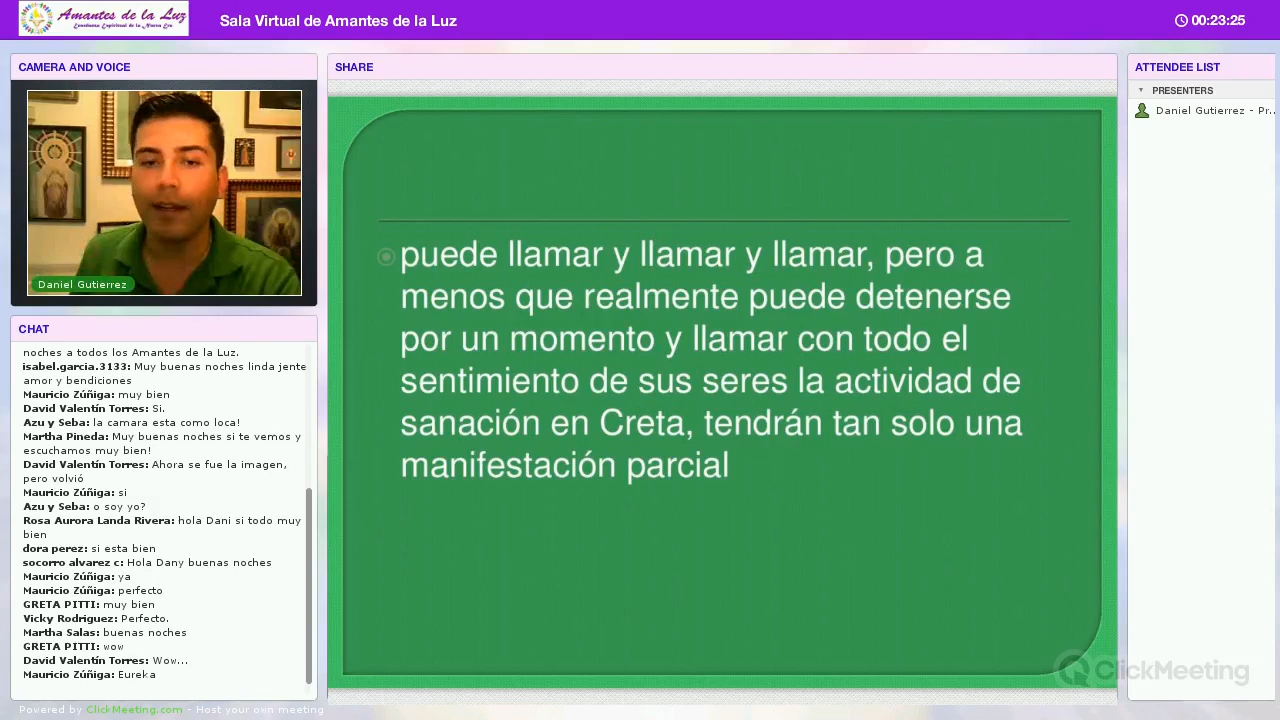 Amantes de la Luz
Enseñanza Espiritual de la Nueva Era
Sala Virtual de Amantes de la Luz
00:23:25
CAMERA AND VOICE
Daniel Gutierrez
CHAT
noches a todos los Amantes de la Luz.
isabel.garcia.3133: Muy buenas noches linda jente
amor y bendiciones
Mauricio Zúñiga: muy bien
David Valentín Torres: Si.
Azu y Seba: la camara esta como loca!
Martha Pineda: Muy buenas noches si te vemos y
escuchamos muy bien!
David Valentín Torres: Ahora se fue la imagen,
pero volvió
Mauricio Zúñiga: si
Azu y Seba: o soy yo?
Rosa Aurora Landa Rivera: hola Dani si todo muy
bien
dora perez: si esta bien
socorro alvarez c: Hola Dany buenas noches
Mauricio Zúñiga: ya
Mauricio Zúñiga: perfecto
GRETA PITTI: muy bien
Vicky Rodriguez: Perfecto.
Martha Salas: buenas noches
GRETA PITTI: wow
David Valentín Torres: Wow...
Mauricio Zúñiga: Eureka
Powered by ClickMeeting.com - Host your own meeting
SHARE
puede llamar y llamar y llamar, pero a
menos que realmente puede detenerse
por un momento y llamar con todo el
sentimiento de sus seres la actividad de
sanación en Creta, tendrán tan solo una
manifestación parcial
ClickMeeting
ATTENDEE LIST
PRESENTERS
Daniel Gutierrez - Pr...